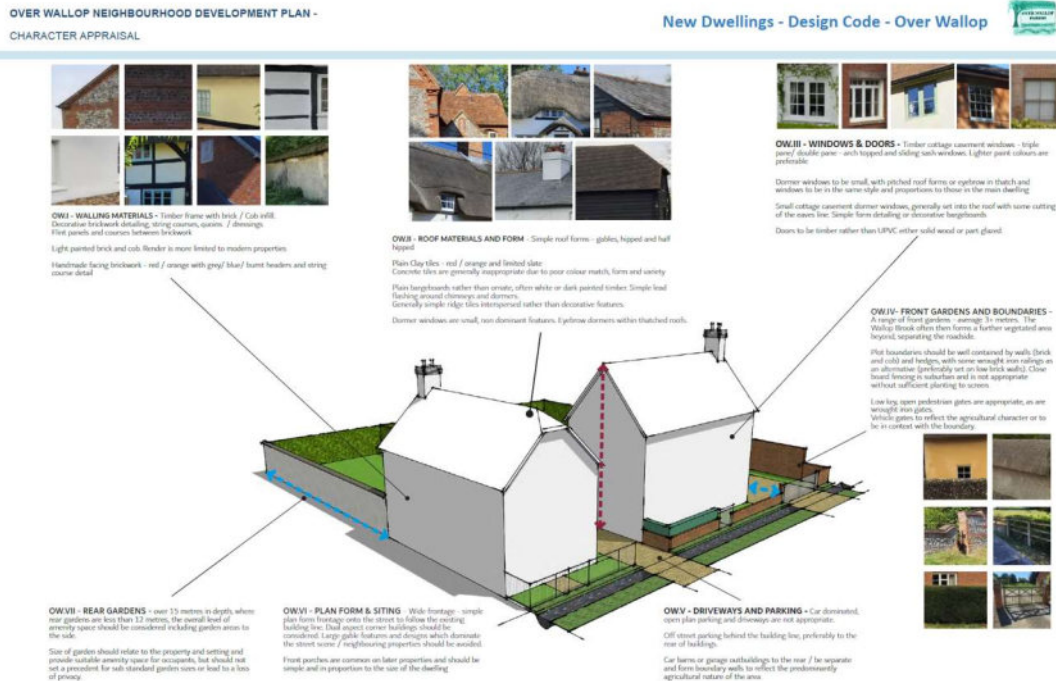 OVER WALLOP NEIGHBOURHOOD DEVELOPMENT PLAN -
CHARACTER APPRAISAL
New Dwellings - Design Code - Over Wallop
OVER WALLOP
PARISH
OW.I - WALLING MATERIALS - Timber frame with brick / Cob infill.
Decorative brickwork detailing, string courses, quoins / dressings
Flint panels and courses between brickwork
Light painted brick and cob. Render is more limited to modern properties
Handmade facing brickwork - red / orange with grey/ blue/ burnt headers and string
course detail
OW.II - ROOF MATERIALS AND FORM - Simple roof forms - gables, hipped and half
hipped
Plain Clay tiles - red / orange and limited slate
Concrete tiles are generally inappropriate due to poor colour match, form and variety
Plain bargeboards rather than ornate, often white or dark painted timber. Simple lead
flashing around chimneys and dormers.
Generally simple ridge tiles interspersed rather than decorative features.
Dormer windows are small, non dominant features. Eyebrow dormers within thatched roofs.
OW.III - WINDOWS & DOORS - Timber cottage casement windows - triple
pane/ double pane - arch topped and sliding sash windows. Lighter paint colours are
preferable
Dormer windows to be small, with pitched roof forms or eyebrow in thatch and
windows to be in the same style and proportions to those in the main dwelling
Small cottage casement dormer windows, generally set into the roof with some cutting
of the eaves line. Simple form detailing or decorative bargeboards
Doors to be timber rather than UPVC either solid wood or part glazed.
OW.IV- FRONT GARDENS AND BOUNDARIES -
A range of front gardens - average 3+ metres. The
Wallop Brook often then forms a further vegetated area
beyond, separating the roadside.
Plot boundaries should be well contained by walls (brick
and cob) and hedges, with some wrought iron railings as
an alternative (preferably set on low brick walls). Close
board fencing is suburban and is not appropriate
without sufficient planting to screen
Low key, open pedestrian gates are appropriate, as are
wrought iron gates.
Vehicle gates to reflect the agricultural character or to
be in context with the boundary.
OW.VII - REAR GARDENS - over 15 metres in depth, where
rear gardens are less than 12 metres, the overall level of
amenity space should be considered including garden areas to
the side.
Size of garden should relate to the property and setting and
provide suitable amenity space for occupants, but should not
set a precedent for sub standard garden sizes or lead to a loss
of privacy.
OW.VI - PLAN FORM & SITING - Wide frontage - simple
plan form frontage onto the street to follow the existing
building line. Dual aspect corner buildings should be
considered. Large gable features and designs which dominate
the street scene / neighbouring properties should be avoided.
Front porches are common on later properties and should be
simple and in proportion to the size of the dwelling
OW.V - DRIVEWAYS AND PARKING - Car dominated,
open plan parking and driveways are not appropriate.
Off street parking behind the building line, preferably to the
rear of buildings.
Car barns or garage outbuildings to the rear / be separate
and form boundary walls to reflect the predominantly
agricultural nature of the area